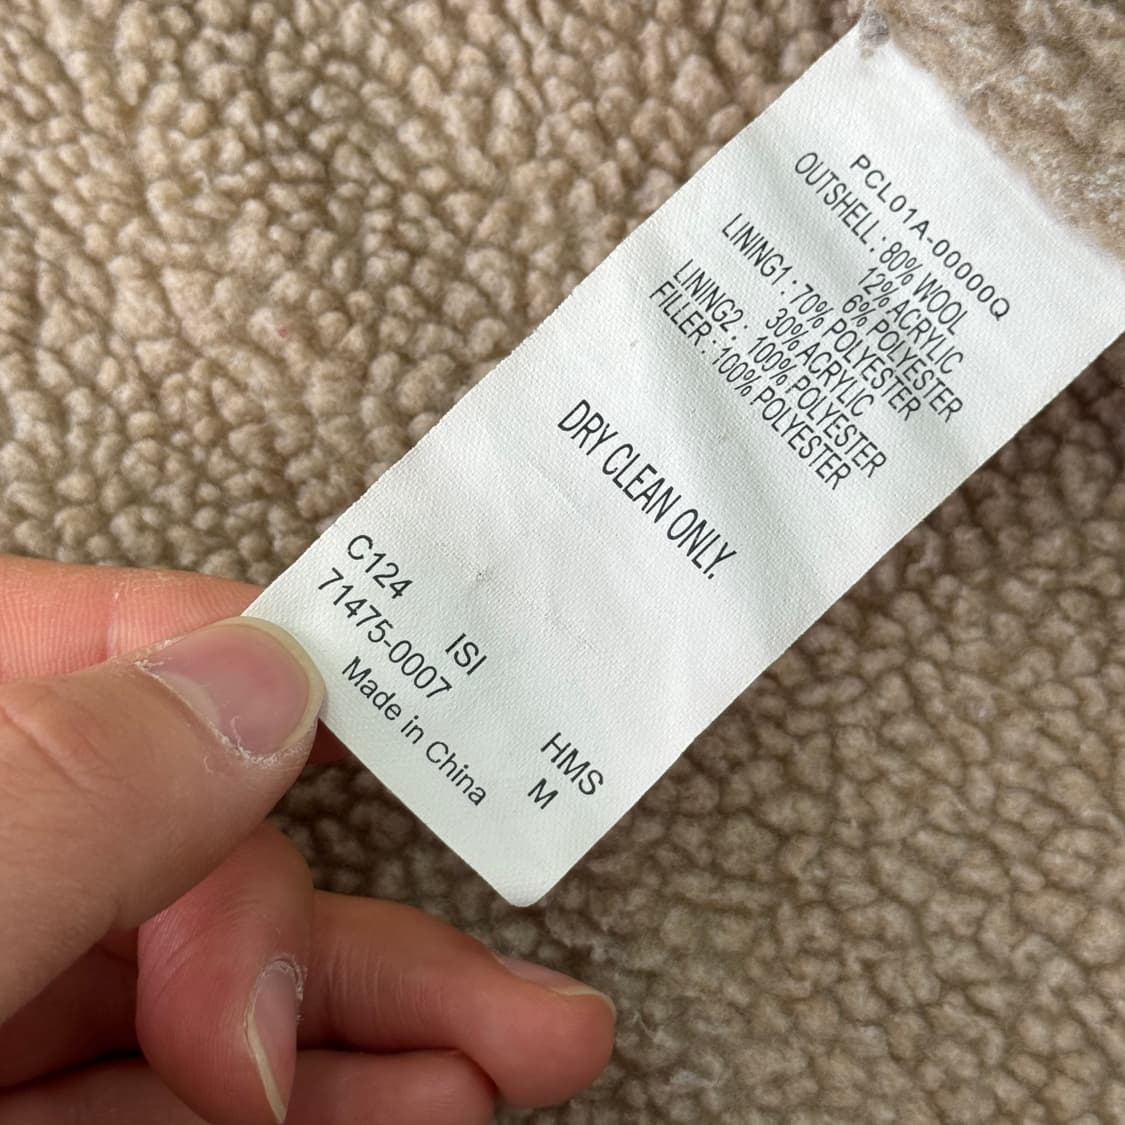 PCL01A-00000Q
OUTSHELL : 80% WOOL
12% ACRYLIC
6% POLYESTER
LINING1 : 70% POLYESTER
30% ACRYLIC
LINING2 : 100% POLYESTER
FILLER : 100% POLYESTER
DRY CLEAN ONLY.
C124 ISI HMS
71475-0007 M
Made in China